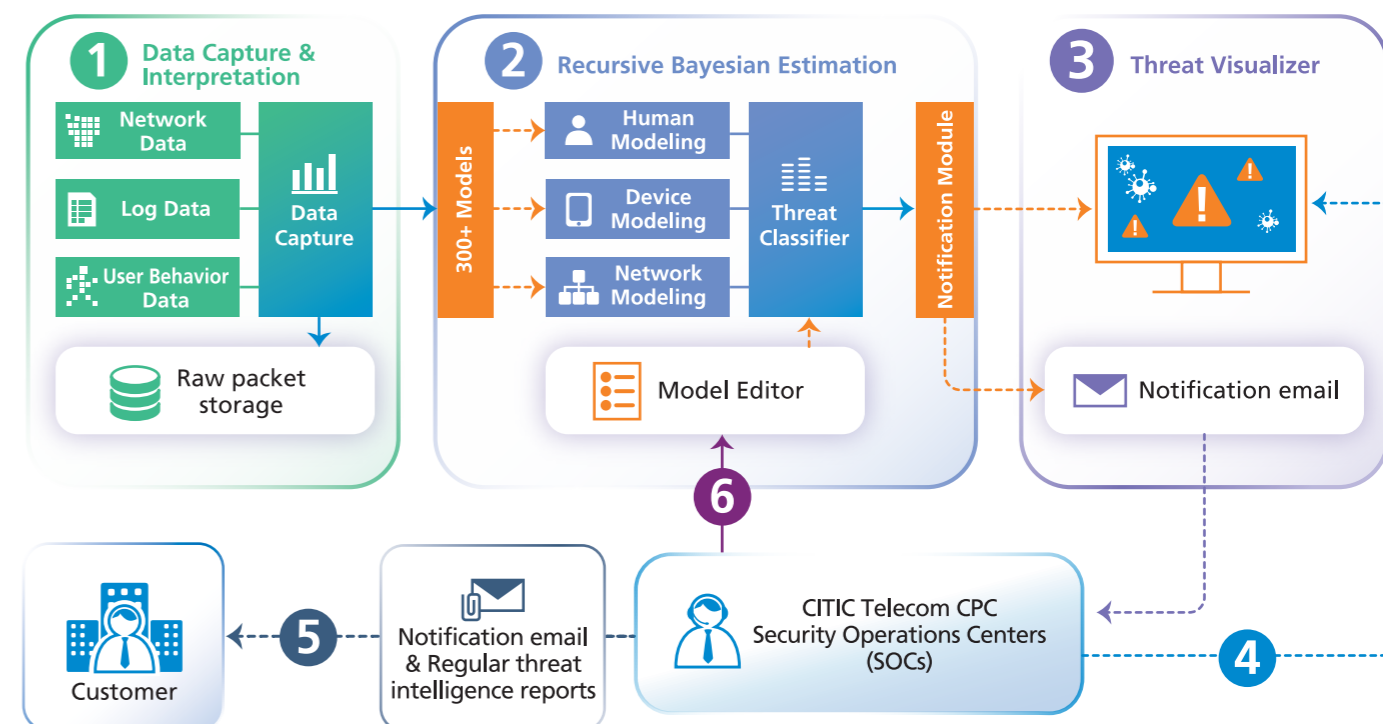 1
Data Capture &
Interpretation
Network
Data
Log Data
User Behavior
Data
Data
Capture
Raw packet
storage
2
Recursive Bayesian Estimation
300+ Models
Human
Modeling
Device
Modeling
Network
Modeling
Threat
Classifier
Notification Module
Model Editor
3
Threat Visualizer
Notification email
6
Customer
5
Notification email
& Regular threat
intelligence reports
CITIC Telecom CPC
Security Operations Centers
(SOCs)
4